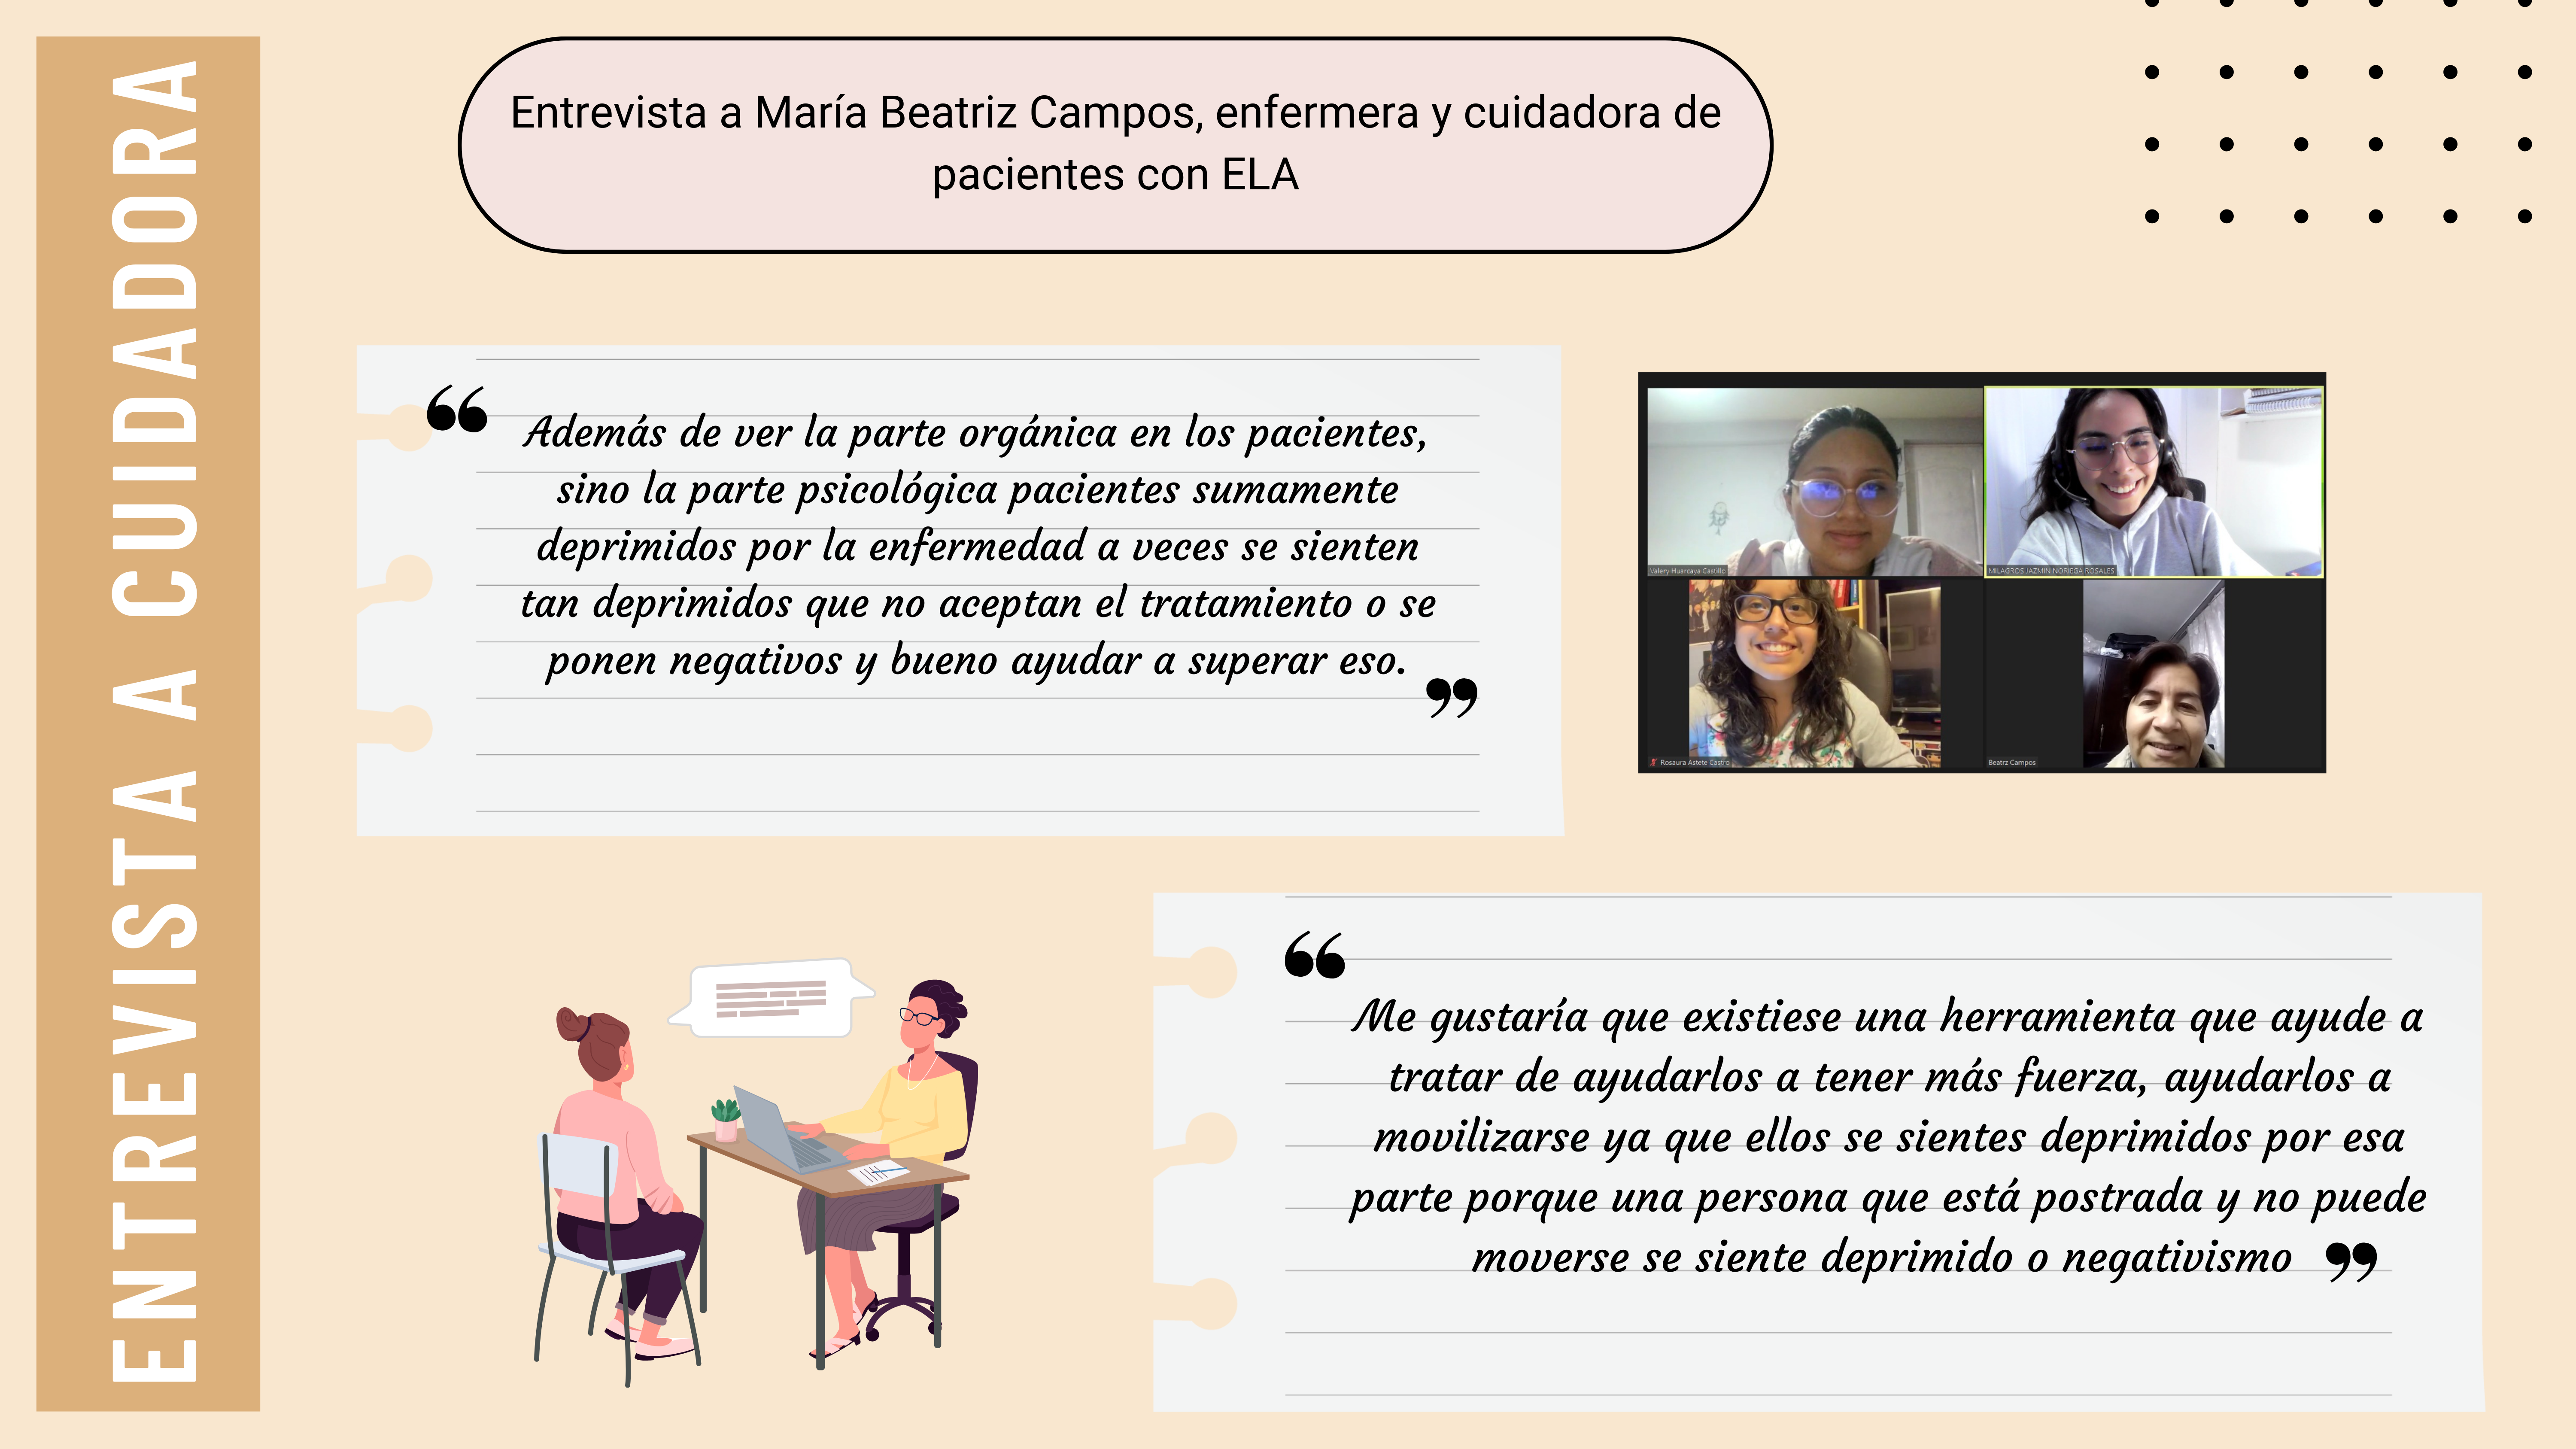 ENTREVISTA A CUIDADORA
Entrevista a María Beatriz Campos, enfermera y cuidadora de
pacientes con ELA
“
Además de ver la parte orgánica en los pacientes,
sino la parte psicológica pacientes sumamente
deprimidos por la enfermedad a veces se sienten
tan deprimidos que no aceptan el tratamiento o se
ponen negativos y bueno ayudar a superar eso.
”
Valery Huarcaya Castillo
MILAGROS JAZMIN NORIEGA ROSALES
Rosaura Astete Castro
Beatrz Campos
“
Me gustaría que existiese una herramienta que ayude a
tratar de ayudarlos a tener más fuerza, ayudarlos a
movilizarse ya que ellos se sientes deprimidos por esa
parte porque una persona que está postrada y no puede
moverse se siente deprimido o negativismo ”